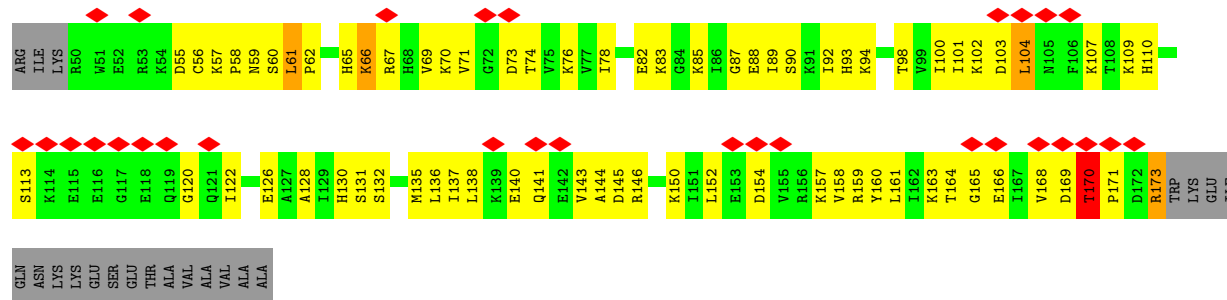 ARG ILE LYS R50 W51 E52 R53 K54 D55 C56 K57 P58 N59 S60 L61 P62 H65 K66 R67 H68 V69 K70 V71 G72 D73 T74 V75 K76 V77 I78 E82 K83 G84 K85 I86 G87 E88 I89 S90 K91 I92 H93 K94 T98 V99 I100 I101 K102 D103 L104 N105 F106 K107 T108 K109 H110
S113 K114 E115 E116 G117 E118 Q119 G120 Q121 I122 E126 A127 A128 I129 H130 S131 S132 M135 L136 I137 L138 K139 E140 Q141 E142 V143 A144 D145 R146 K150 I151 L152 E153 D154 V155 R156 K157 V158 R159 Y160 L161 I162 K163 T164 G165 E166 I167 V168 D169 T170 P171 D172 R173 TRP LYS GLU
GLN ASN LYS LYS GLU SER GLU THR ALA VAL ALA VAL ALA ALA